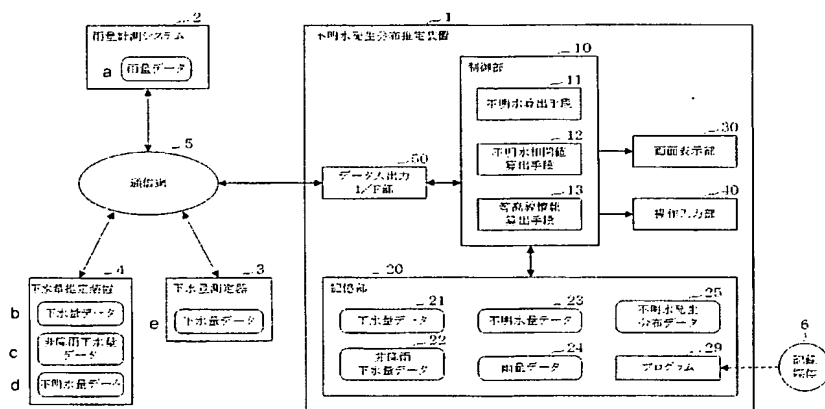 2
雨量計測システム
a
雨量データ
5
通信網
4
下水量推定装置
b
下水量データ
c
非降雨下水量
データ
d
不明水量データ
3
下水量測定器
e
下水量データ
1
不明水発生分布推定装置
50
データ入出力
I/F部
10
制御部
11
不明水算出手段
12
不明水相関値
算出手段
13
等高線情報
算出手段
30
画面表示部
40
操作入力部
20
記憶部
21
下水量データ
22
非降雨
下水量データ
23
不明水量データ
24
雨量データ
25
不明水発生
分布データ
29
プログラム
6
記録
媒体